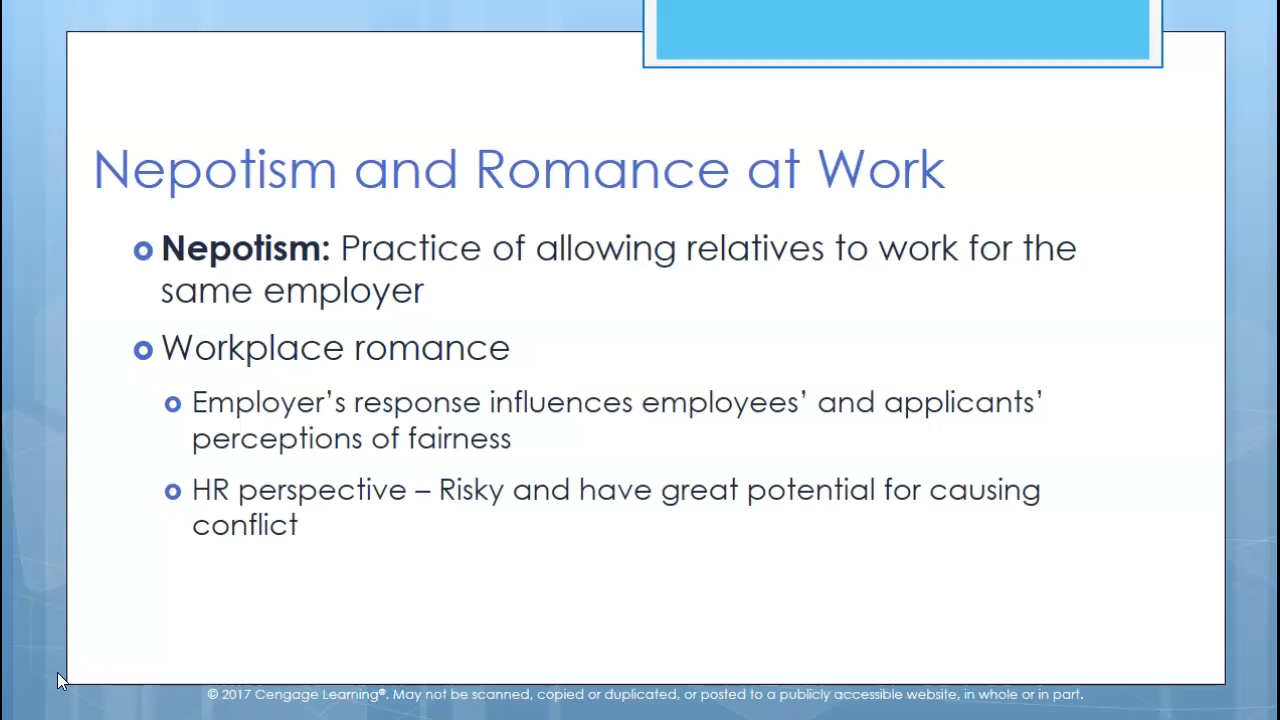 Nepotism and Romance at Work
Nepotism: Practice of allowing relatives to work for the
same employer
Workplace romance
Employer’s response influences employees’ and applicants’
perceptions of fairness
HR perspective – Risky and have great potential for causing
conflict
© 2017 Cengage Learning®. May not be scanned, copied or duplicated, or posted to a publicly accessible website, in whole or in part.